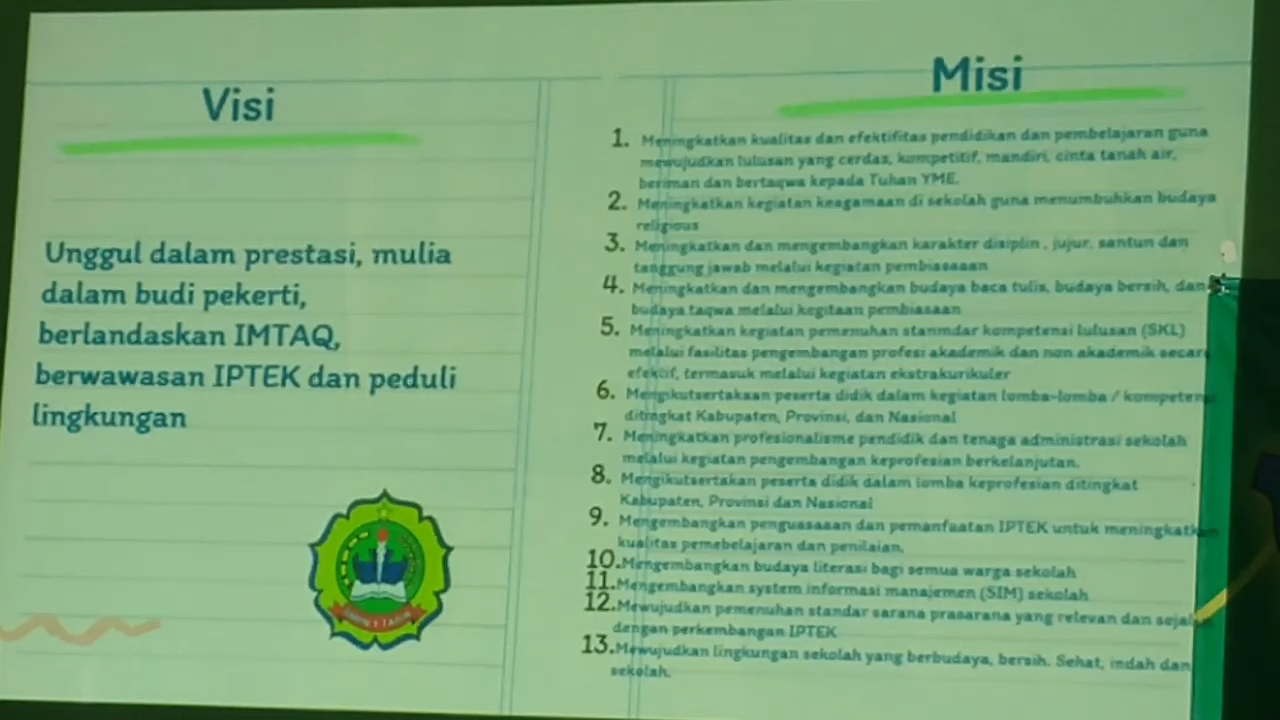 Visi
Unggul dalam prestasi, mulia
dalam budi pekerti,
berlandaskan IMTAQ,
berwawasan IPTEK dan peduli
lingkungan
Misi
1. Meningkatkan kualitas dan efektifitas pendidikan dan pembelajaran guna
mewujudkan lulusan yang cerdas, kompetitif, mandiri, cinta tanah air,
beriman dan bertaqwa kepada Tuhan YME.
2. Meningkatkan kegiatan keagamaan di sekolah guna menumbuhkan budaya
religious
3. Meningkatkan dan mengembangkan karakter disiplin , jujur, santun dan
tanggung jawab melalui kegiatan pembiasaaan
4. Meningkatkan dan mengembangkan budaya baca tulis, budaya bersih, dan
budaya taqwa melalui kegitaan pembiasaan
5. Meningkatkan kegiatan pemenuhan stanmdar kompetensi lulusan (SKL)
melalui fasilitas pengembangan profesi akademik dan non akademik secara
efektif, termasuk melalui kegiatan ekstrakurikuler
6. Mengikutsertakaan peserta didik dalam kegiatan lomba-lomba / kompeten
ditingkat Kabupaten, Provinsi, dan Nasional
7. Meningkatkan profesionalisme pendidik dan tenaga administrasi sekolah
melalui kegiatan pengembangan keprofesian berkelanjutan.
8. Mengikutsertakan peserta didik dalam lomba keprofesian ditingkat
Kabupaten, Provinsi dan Nasional
9. Mengembangkan penguasaaan dan pemanfaatan IPTEK untuk meningkatkan
kualitas pemebelajaran dan penilaian.
10. Mengembangkan budaya literasi bagi semua warga sekolah
11. Mengembangkan system informasi manajemen (SIM) sekolah
12. Mewujudkan pemenuhan standar sarana prasarana yang relevan dan sejal
dengan perkembangan IPTEK
13. Mewujudkan lingkungan sekolah yang berbudaya, bersih. Sehat, indah dan
sekolah.